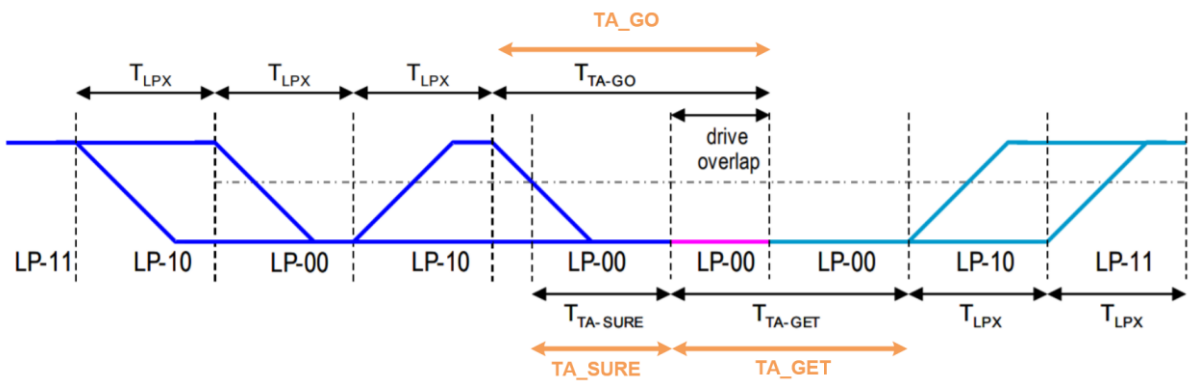 TA_GO
TLPX TLPX TLPX TTA-GO
drive
overlap
LP-11 LP-10 LP-00 LP-10 LP-00 LP-00 LP-00 LP-10 LP-11
TTA-SURE TTA-GET TLPX TLPX
TA_SURE TA_GET